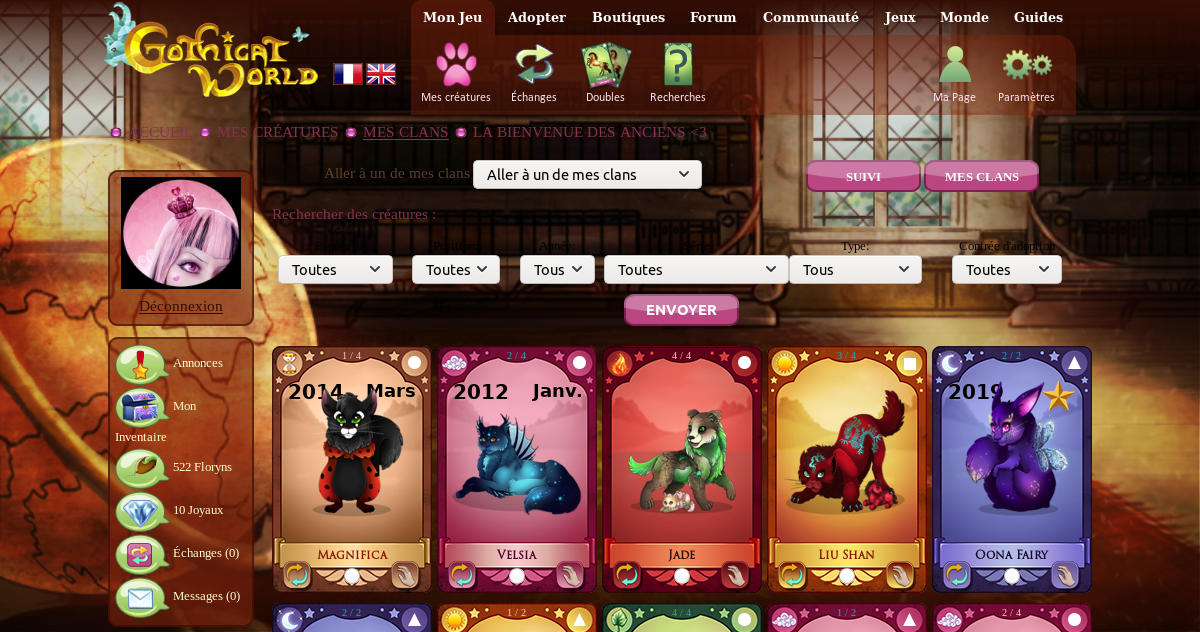 Mon Jeu Adopter Boutiques Forum Communauté Jeux Monde Guides
Gothicat World
Mes créatures Échanges Doubles Recherches Ma Page Paramètres
ACCUEIL MES CRÉATURES MES CLANS LA BIENVENUE DES ANCIENS <3
Aller à un de mes clans Aller à un de mes clans SUIVI MES CLANS
Rechercher des créatures :
Année: Type: Contrée d'adoption
Toutes Toutes Tous Toutes Tous Toutes
ENVOYER
Déconnexion
Annonces
Mon
Inventaire
522 Floryns
10 Joyaux
Échanges (0)
Messages (0)
1 / 4 2 / 4 4 / 4 3 / 4 2 / 2
2014 Mars 2012 Janv. 2019
Magnifica Velsia Jade Liu Shan Oona Fairy
2 / 2 1 / 2 4 / 4 1 / 2 2 / 4